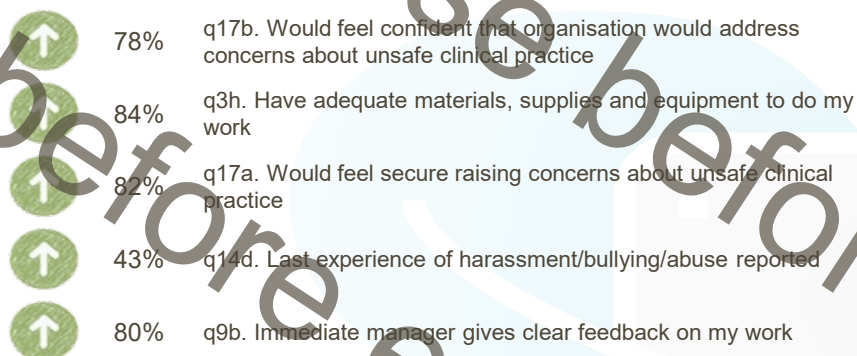 78%
q17b. Would feel confident that organisation would address
concerns about unsafe clinical practice
84%
q3h. Have adequate materials, supplies and equipment to do my
work
82%
q17a. Would feel secure raising concerns about unsafe clinical
practice
43%
q14d. Last experience of harassment/bullying/abuse reported
80%
q9b. Immediate manager gives clear feedback on my work
before
before